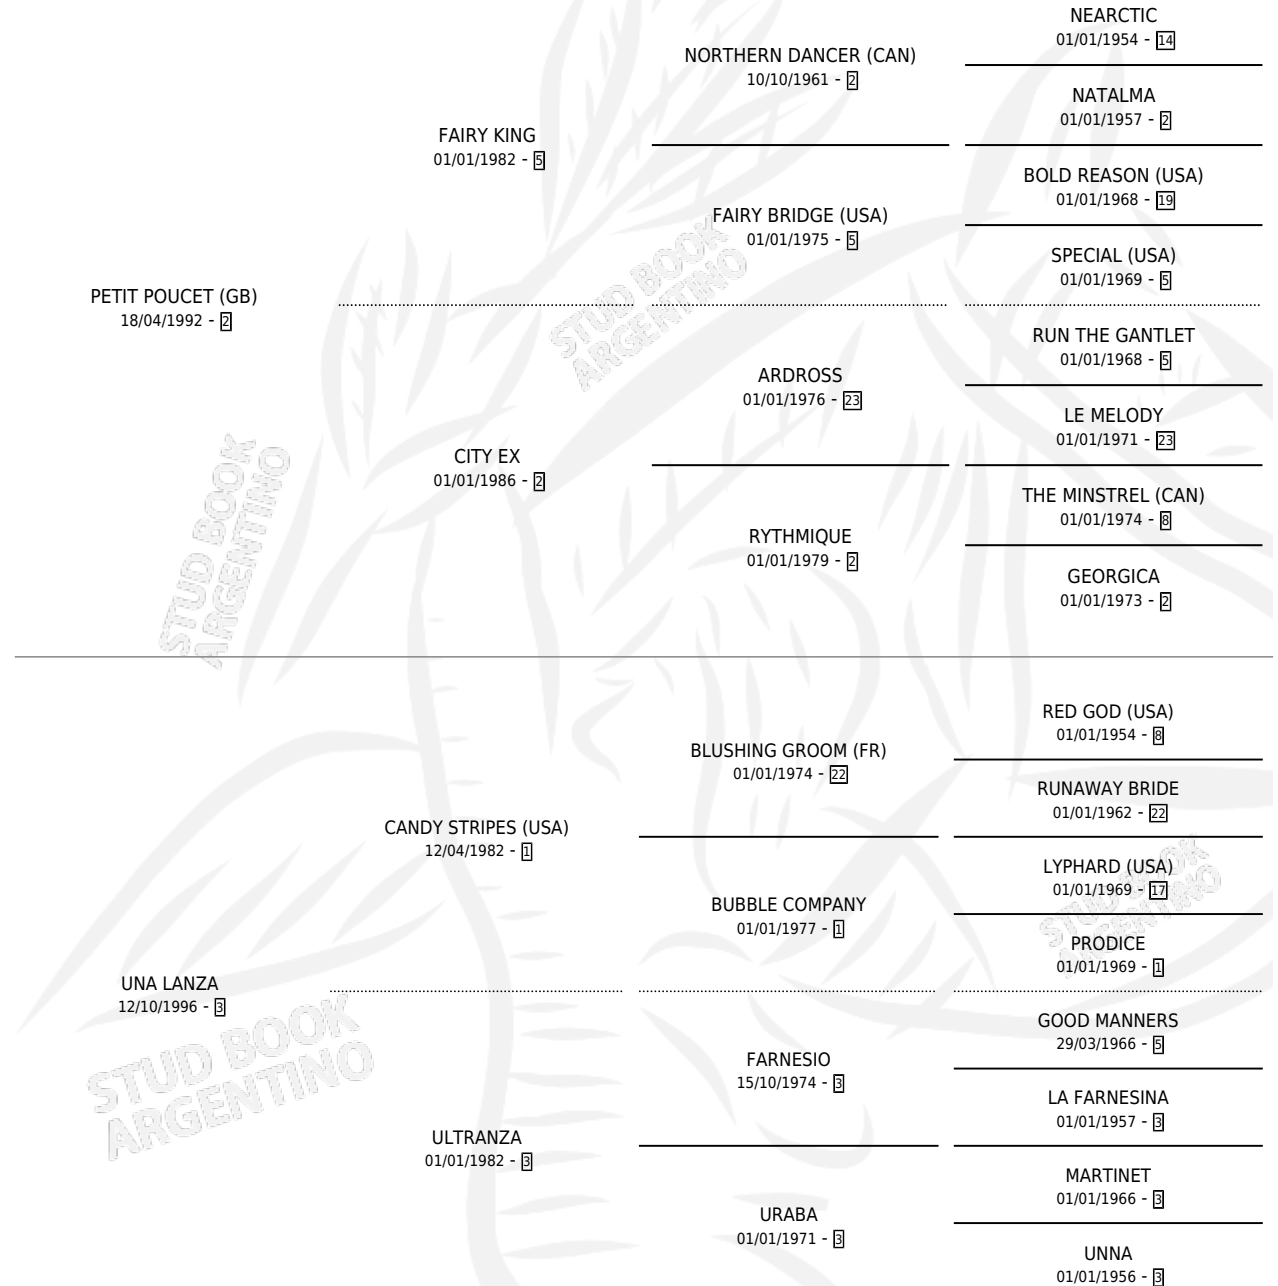 NEARCTIC
01/01/1954 - 14
NORTHERN DANCER (CAN)
10/10/1961 - 2
NATALMA
01/01/1957 - 2
FAIRY KING
01/01/1982 - 5
BOLD REASON (USA)
01/01/1968 - 19
FAIRY BRIDGE (USA)
01/01/1975 - 5
SPECIAL (USA)
01/01/1969 - 5
PETIT POUCET (GB)
18/04/1992 - 2
RUN THE GANTLET
01/01/1968 - 5
ARDROSS
01/01/1976 - 23
LE MELODY
01/01/1971 - 23
CITY EX
01/01/1986 - 2
THE MINSTREL (CAN)
01/01/1974 - 8
RYTHMIQUE
01/01/1979 - 2
GEORGICA
01/01/1973 - 2
RED GOD (USA)
01/01/1954 - 8
BLUSHING GROOM (FR)
01/01/1974 - 22
RUNAWAY BRIDE
01/01/1962 - 22
CANDY STRIPES (USA)
12/04/1982 - 1
LYPHARD (USA)
01/01/1969 - 17
BUBBLE COMPANY
01/01/1977 - 1
PRODICE
01/01/1969 - 1
UNA LANZA
12/10/1996 - 3
GOOD MANNERS
29/03/1966 - 5
FARNESIO
15/10/1974 - 3
LA FARNESINA
01/01/1957 - 3
ULTRANZA
01/01/1982 - 3
MARTINET
01/01/1966 - 3
URABA
01/01/1971 - 3
UNNA
01/01/1956 - 3
STUD BOOK
ARGENTINO
STUD BOOK
ARGENTINO
STUD BOOK
ARGENTINO
STUD BOOK
ARGENTINO